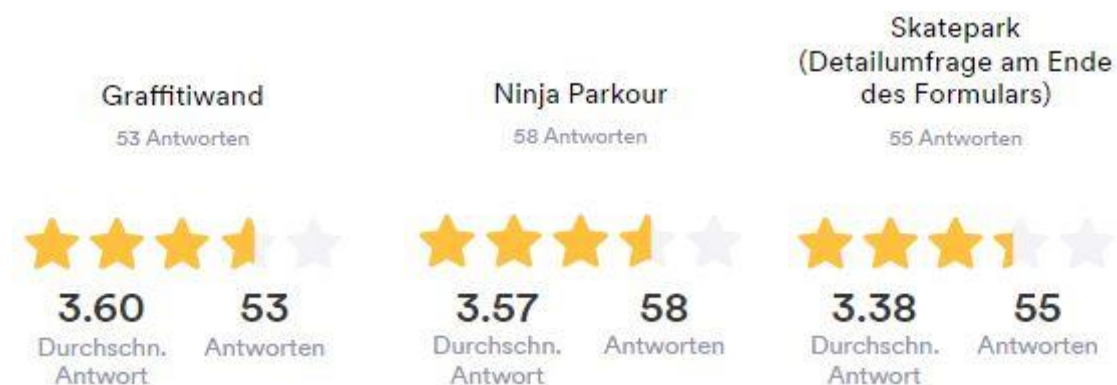 Graffitiwand
53 Antworten
3.60
53
Durchschn.
Antwort
Antworten
Ninja Parkour
58 Antworten
3.57
58
Durchschn.
Antwort
Antworten
Skatepark
(Detailumfrage am Ende
des Formulars)
55 Antworten
3.38
55
Durchschn.
Antwort
Antworten